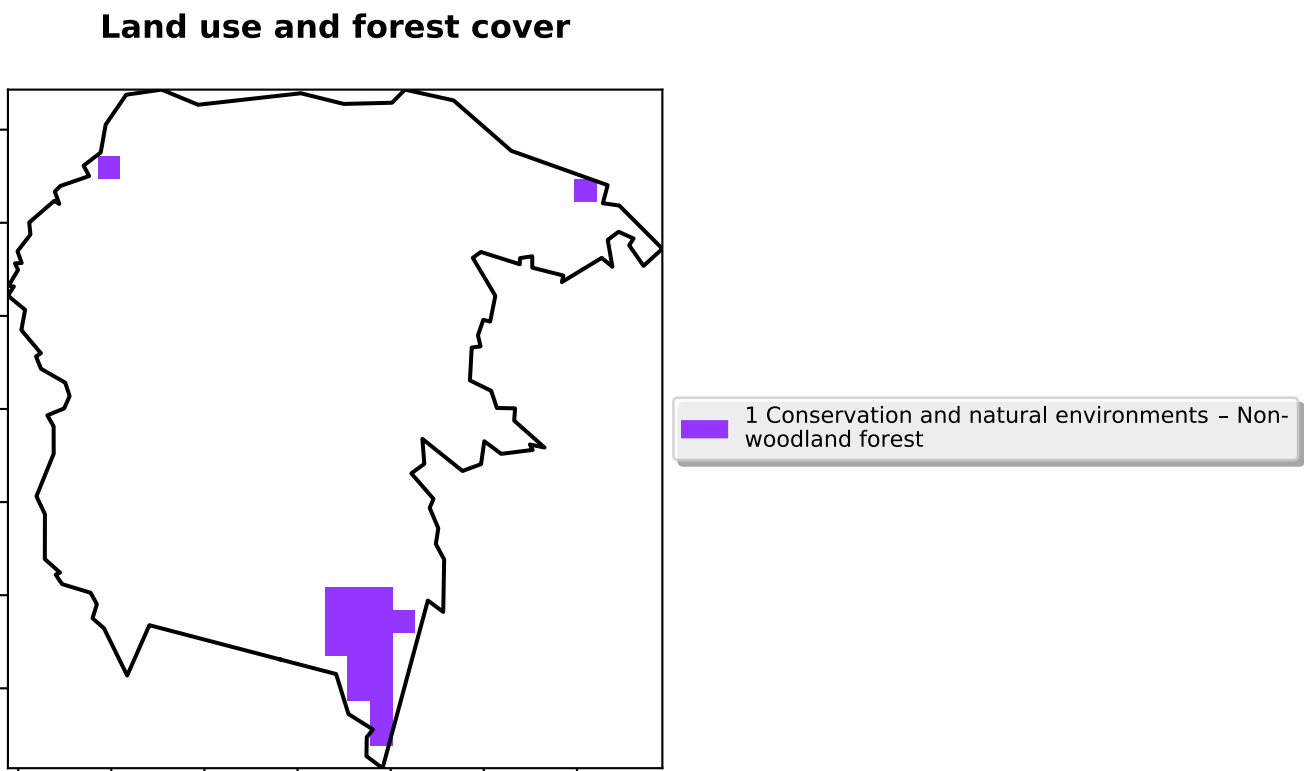 Land use and forest cover
1 Conservation and natural environments – Non-
woodland forest